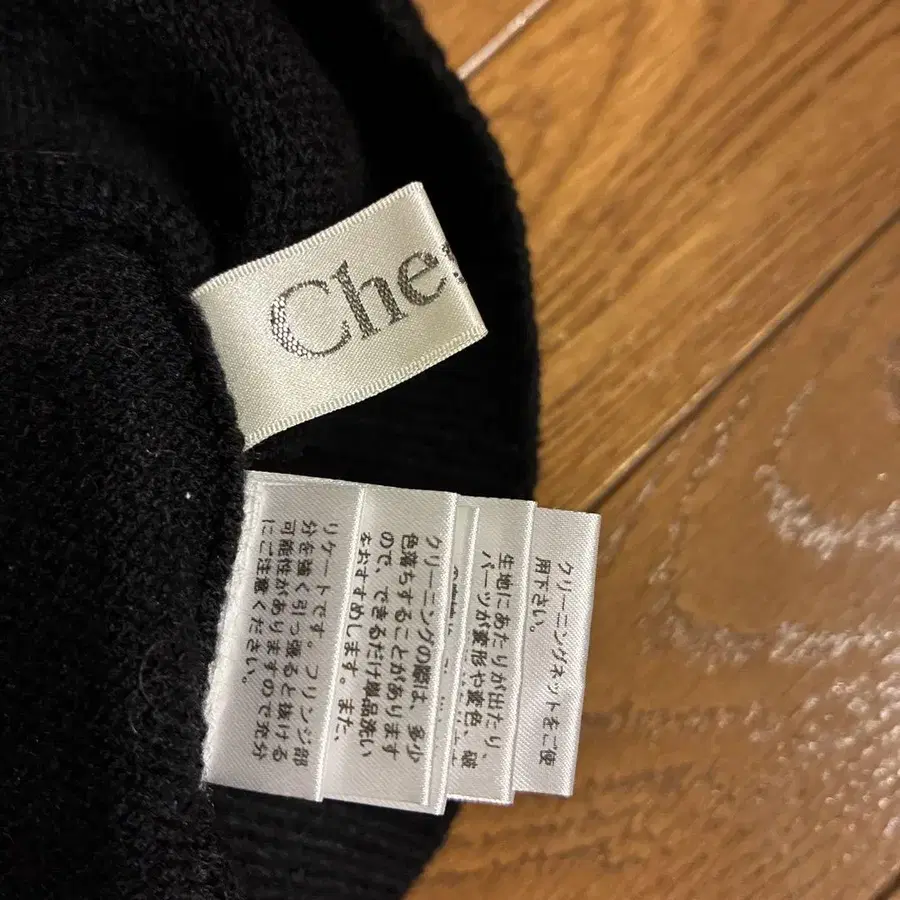 Che
リケートです。フリンジ部
分を強く引っ張ると抜ける
可能性がありますので充分
にご注意ください。
クリーニングの際は、多少
色落ちすることがあります
ので、できるだけ単品洗い
をおすすめします。また、
生地にあたりが出たり、
パーツが変形や変色、破
クリーニングネットをご使
用下さい。